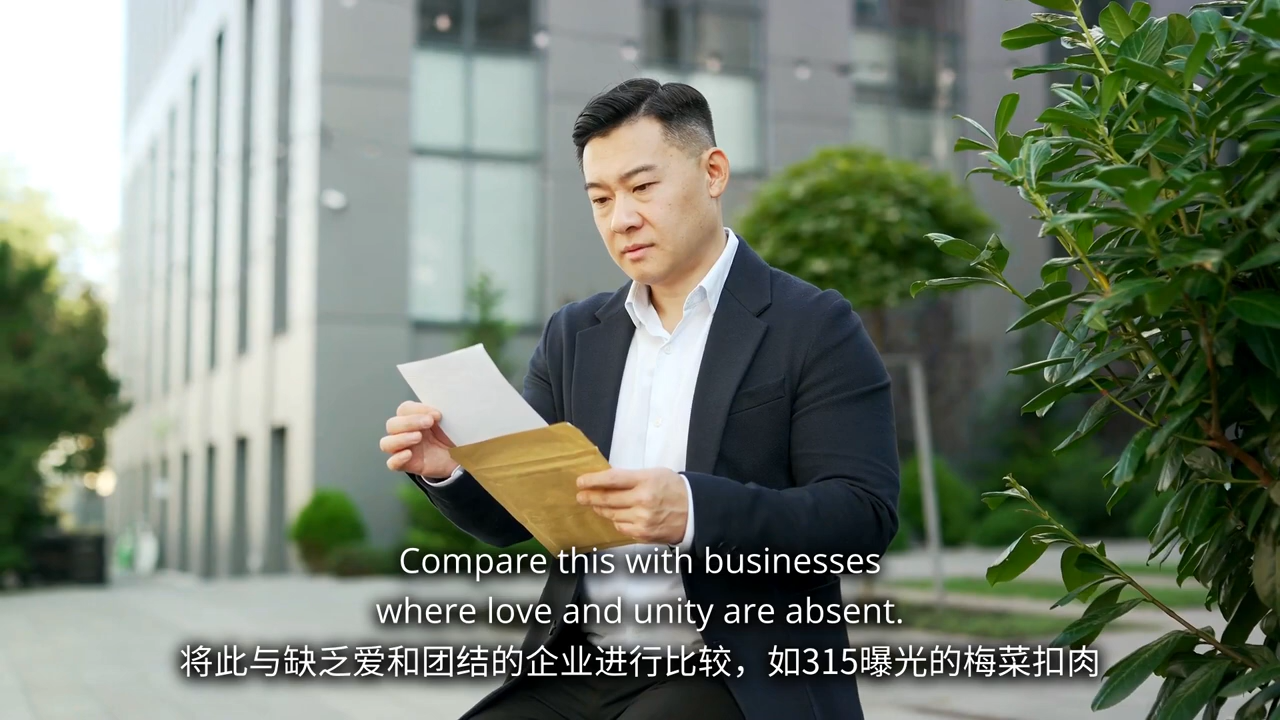 Compare this with businesses
where love and unity are absent.
将此与缺乏爱和团结的企业进行比较，如315曝光的梅菜扣肉